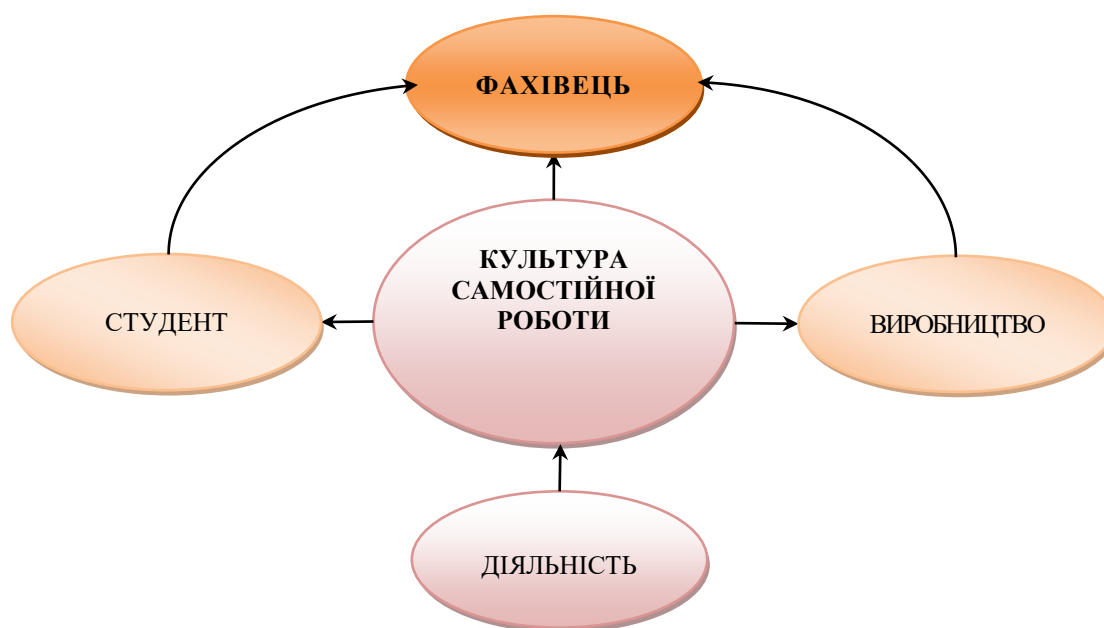 ФАХІВЕЦЬ
КУЛЬТУРА
САМОСТІЙНОЇ
РОБОТИ
СТУДЕНТ
ВИРОБНИЦТВО
ДІЯЛЬНІСТЬ